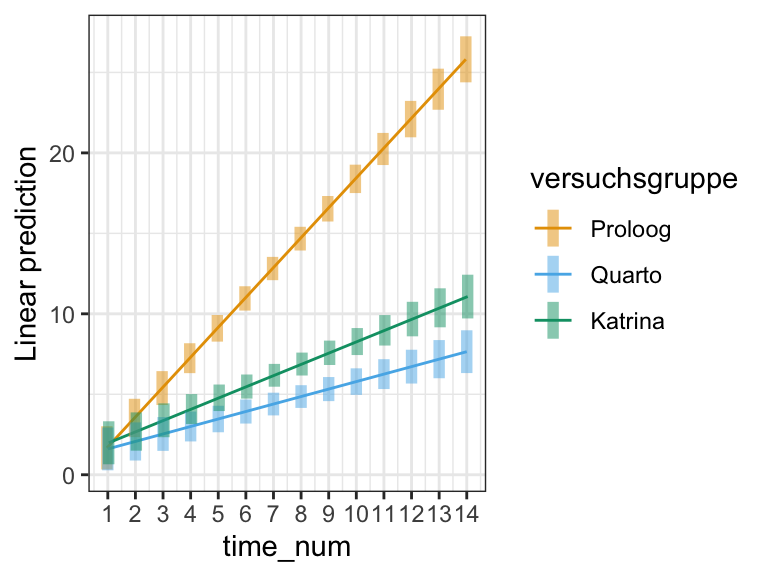 Linear prediction
20
10
0
1 2 3 4 5 6 7 8 9 10 11 12 13 14
time_num
versuchsgruppe
Proloog
Quarto
Katrina